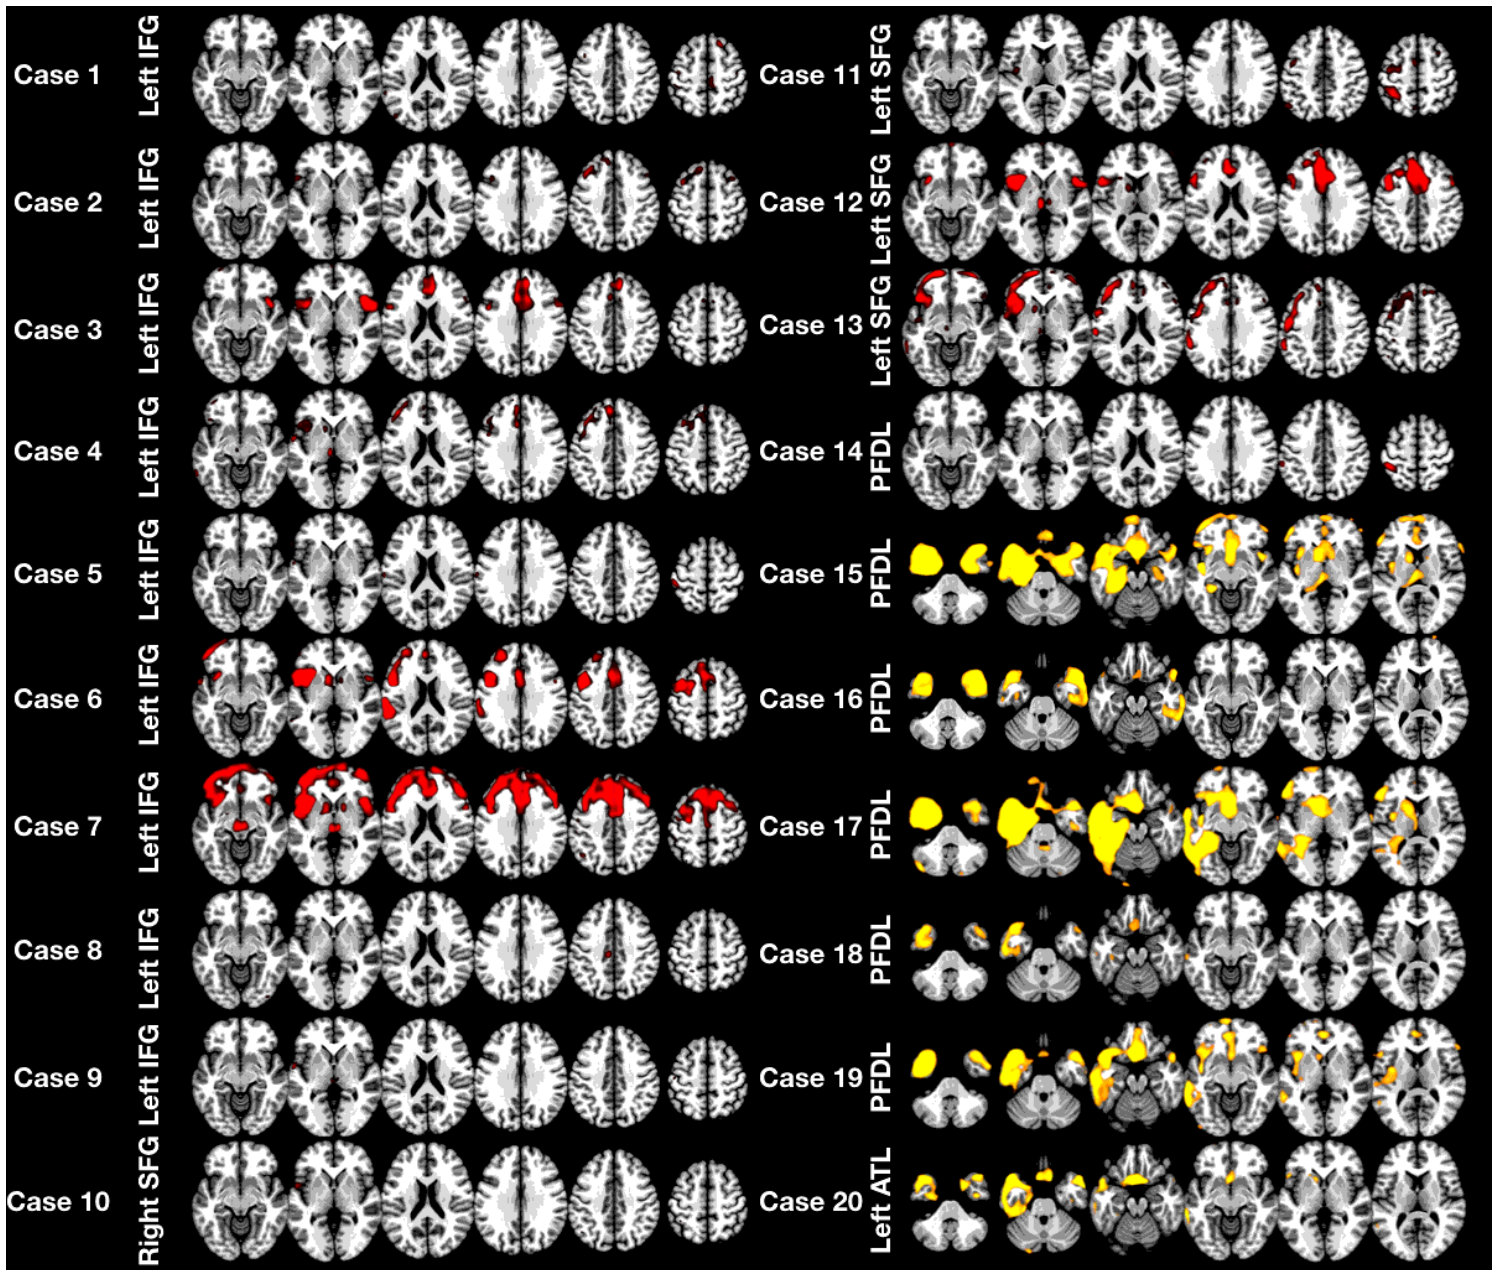 Case 1 Left IFG
Case 2 Left IFG
Case 3 Left IFG
Case 4 Left IFG
Case 5 Left IFG
Case 6 Left IFG
Case 7 Left IFG
Case 8 Left IFG
Case 9 Left IFG
Case 10 Right SFG
Case 11 Left SFG
Case 12 Left SFG
Case 13 Left SFG
Case 14 PFDL
Case 15 PFDL
Case 16 PFDL
Case 17 PFDL
Case 18 PFDL
Case 19 PFDL
Case 20 Left ATL